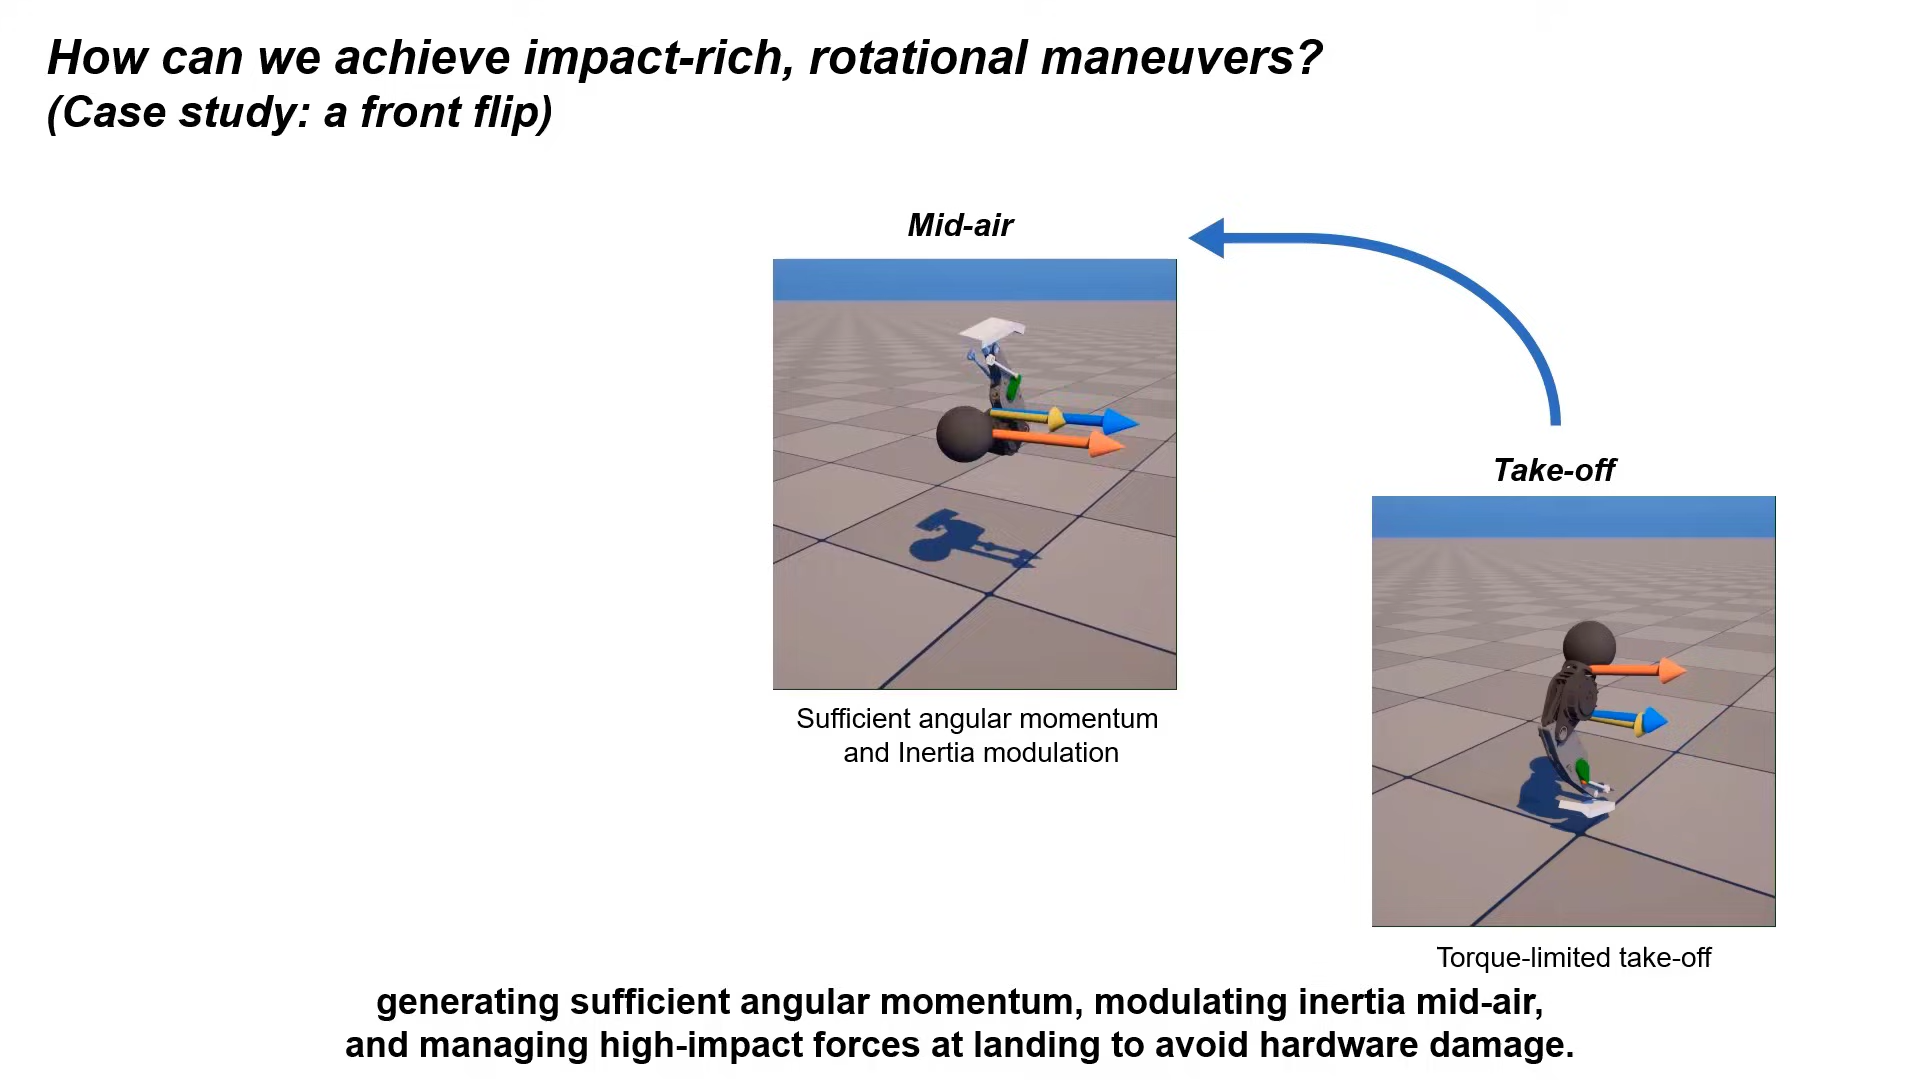 How can we achieve impact-rich, rotational maneuvers?
(Case study: a front flip)
Mid-air
Sufficient angular momentum
and Inertia modulation
Take-off
Torque-limited take-off
generating sufficient angular momentum, modulating inertia mid-air,
and managing high-impact forces at landing to avoid hardware damage.